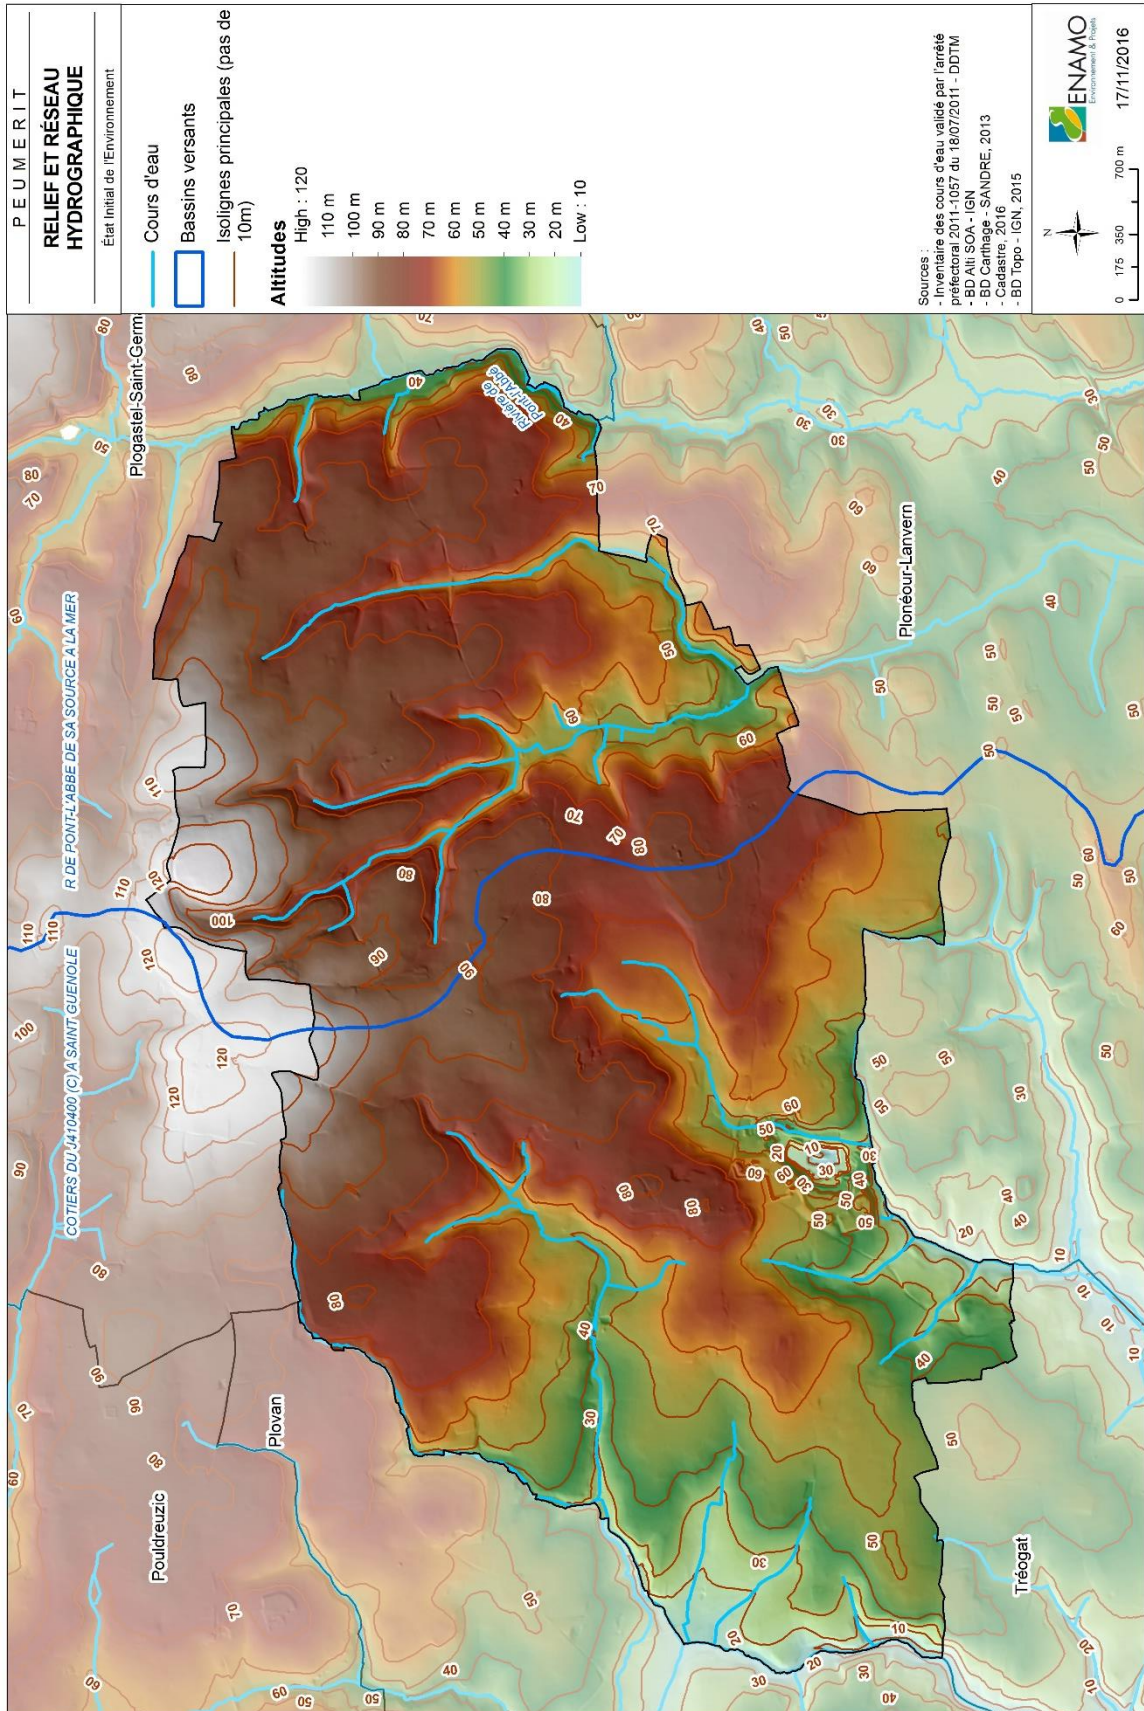 PEUMERIT
RELIEF ET RÉSEAU
HYDROGRAPHIQUE
État Initial de l'Environnement
Cours d'eau
Bassins versants
Isolignes principales (pas de
10m)
Altitudes
High : 120
110 m
100 m
90 m
80 m
70 m
60 m
50 m
40 m
30 m
20 m
Low : 10
Sources :
- Inventaire des cours d'eau validé par l'arrêté
préfectoral 2011-1057 du 18/07/2011 - DDTM
- BD Alti SOA - IGN
- BD Carthage - SANDRE, 2013
- Cadastre, 2016
- BD Topo - IGN, 2015
N
0 175 350 700 m
ENAMO
Environnement & Projets
17/11/2016
Plogastel-Saint-Germa
R DE PONT-L'ABBE DE SA SOURCE A LA MER
COTIERS DU J410400 (C) A SAINT GUENOLE
Rivière de
Pont-l'Abbé
Pouldreuzic
Plovan
Plonéour-Lanvern
Tréogat